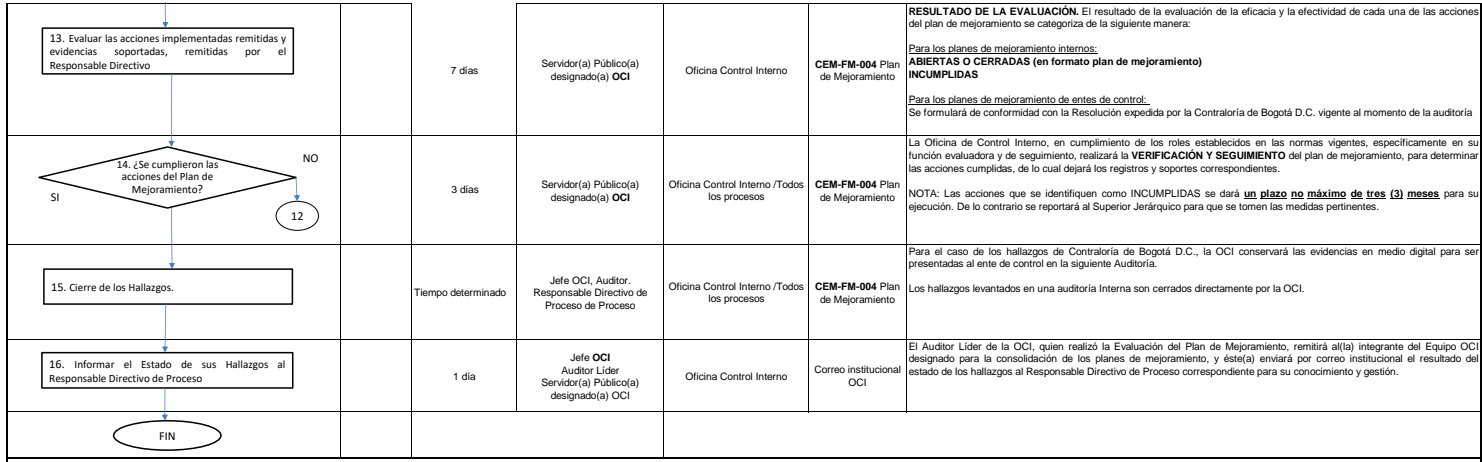 13. Evaluar las acciones implementadas remitidas y
evidencias soportadas, remitidas por el
Responsable Directivo
7 días
Servidor(a) Público(a)
designado(a) OCI
Oficina Control Interno
CEM-FM-004 Plan
de Mejoramiento
RESULTADO DE LA EVALUACIÓN. El resultado de la evaluación de la eficacia y la efectividad de cada una de las acciones
del plan de mejoramiento se categoriza de la siguiente manera:
Para los planes de mejoramiento internos:
ABIERTAS O CERRADAS (en formato plan de mejoramiento)
INCUMPLIDAS
Para los planes de mejoramiento de entes de control:
Se formulará de conformidad con la Resolución expedida por la Contraloría de Bogotá D.C. vigente al momento de la auditoría
14. ¿Se cumplieron las
acciones del Plan de
Mejoramiento?
NO
SI
12
3 días
Servidor(a) Público(a)
designado(a) OCI
Oficina Control Interno /Todos
los procesos
CEM-FM-004 Plan
de Mejoramiento
La Oficina de Control Interno, en cumplimiento de los roles establecidos en las normas vigentes, específicamente en su
función evaluadora y de seguimiento, realizará la VERIFICACIÓN Y SEGUIMIENTO del plan de mejoramiento, para determinar
las acciones cumplidas, de lo cual dejará los registros y soportes correspondientes.
NOTA: Las acciones que se identifiquen como INCUMPLIDAS se dará un plazo no máximo de tres (3) meses para su
ejecución. De lo contrario se reportará al Superior Jerárquico para que se tomen las medidas pertinentes.
15. Cierre de los Hallazgos.
Tiempo determinado
Jefe OCI, Auditor.
Responsable Directivo de
Proceso de Proceso
Oficina Control Interno /Todos
los procesos
CEM-FM-004 Plan
de Mejoramiento
Para el caso de los hallazgos de Contraloría de Bogotá D.C., la OCI conservará las evidencias en medio digital para ser
presentadas al ente de control en la siguiente Auditoría.
Los hallazgos levantados en una auditoría Interna son cerrados directamente por la OCI.
16. Informar el Estado de sus Hallazgos al
Responsable Directivo de Proceso
1 día
Jefe OCI
Auditor Líder
Servidor(a) Público(a)
designado(a) OCI
Oficina Control Interno
Correo institucional
OCI
El Auditor Líder de la OCI, quien realizó la Evaluación del Plan de Mejoramiento, remitirá al(la) integrante del Equipo OCI
designado para la consolidación de los planes de mejoramiento, y éste(a) enviará por correo institucional el resultado del
estado de los hallazgos al Responsable Directivo de Proceso correspondiente para su conocimiento y gestión.
FIN